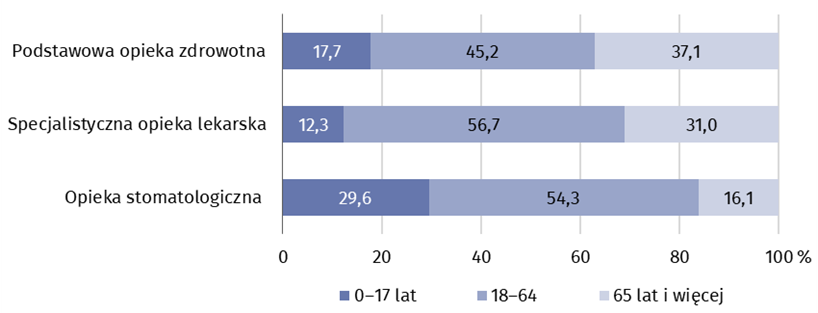 Podstawowa opieka zdrowotna 17,7 45,2 37,1
Specjalistyczna opieka lekarska 12,3 56,7 31,0
Opieka stomatologiczna 29,6 54,3 16,1
0 20 40 60 80 100 %
0–17 lat 18–64 65 lat i więcej